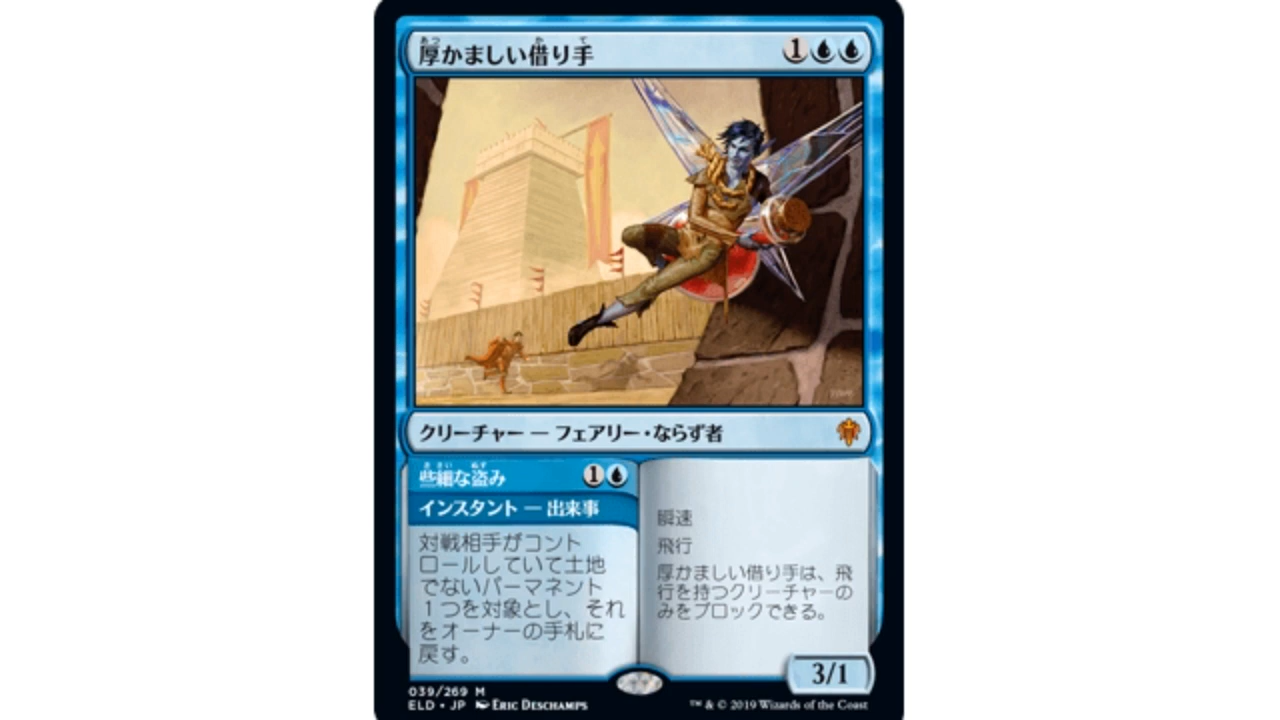 厚かましい借り手 1
クリーチャー — フェアリー・ならず者
些細な盗み 1
インスタント — 出来事
対戦相手がコント
ロールしていて土地
でないパーマネント
1つを対象とし、それ
をオーナーの手札に
戻す。
瞬速
飛行
厚かましい借り手は、飛
行を持つクリーチャーの
みをブロックできる。
3/1
039/269 M
ELD • JP ERIC DESCHAMPS
™ & © 2019 Wizards of the Coast